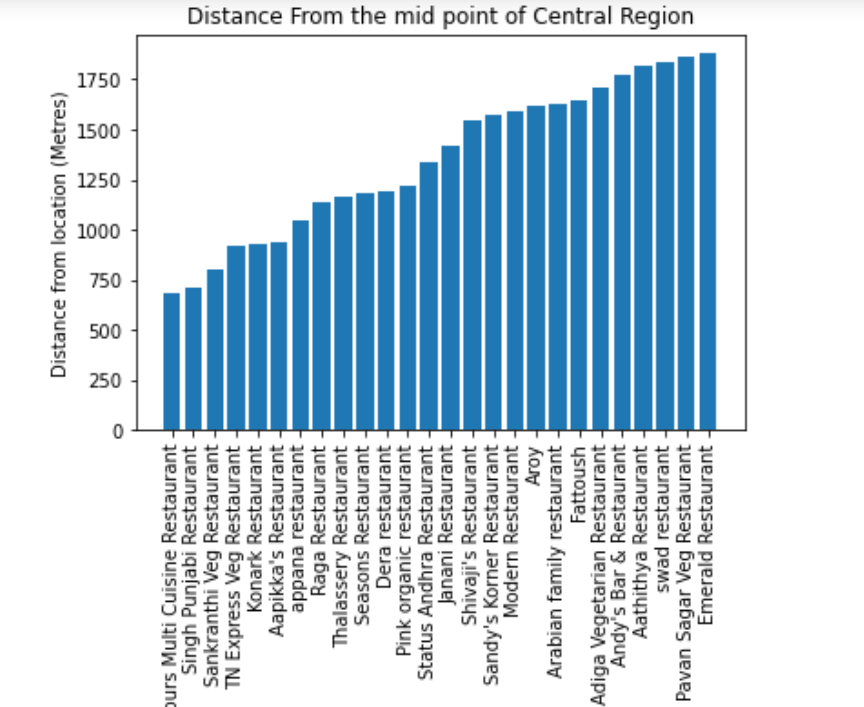 Distance From the mid point of Central Region
Distance from location (Metres)
1750
1500
1250
1000
750
500
250
0
Multi Cuisine Restaurant
Singh Punjabi Restaurant
Sankranthi Veg Restaurant
TN Express Veg Restaurant
Konark Restaurant
Aapikka's Restaurant
appana restaurant
Raga Restaurant
Thalassery Restaurant
Seasons Restaurant
Dera restaurant
Pink organic restaurant
Status Andhra Restaurant
Janani Restaurant
Shivaji's Restaurant
Sandy's Korner Restaurant
Modern Restaurant
Aroy
Arabian family restaurant
Fattoush
Adiga Vegetarian Restaurant
Andy's Bar & Restaurant
Aathithya Restaurant
swad restaurant
Pavan Sagar Veg Restaurant
Emerald Restaurant